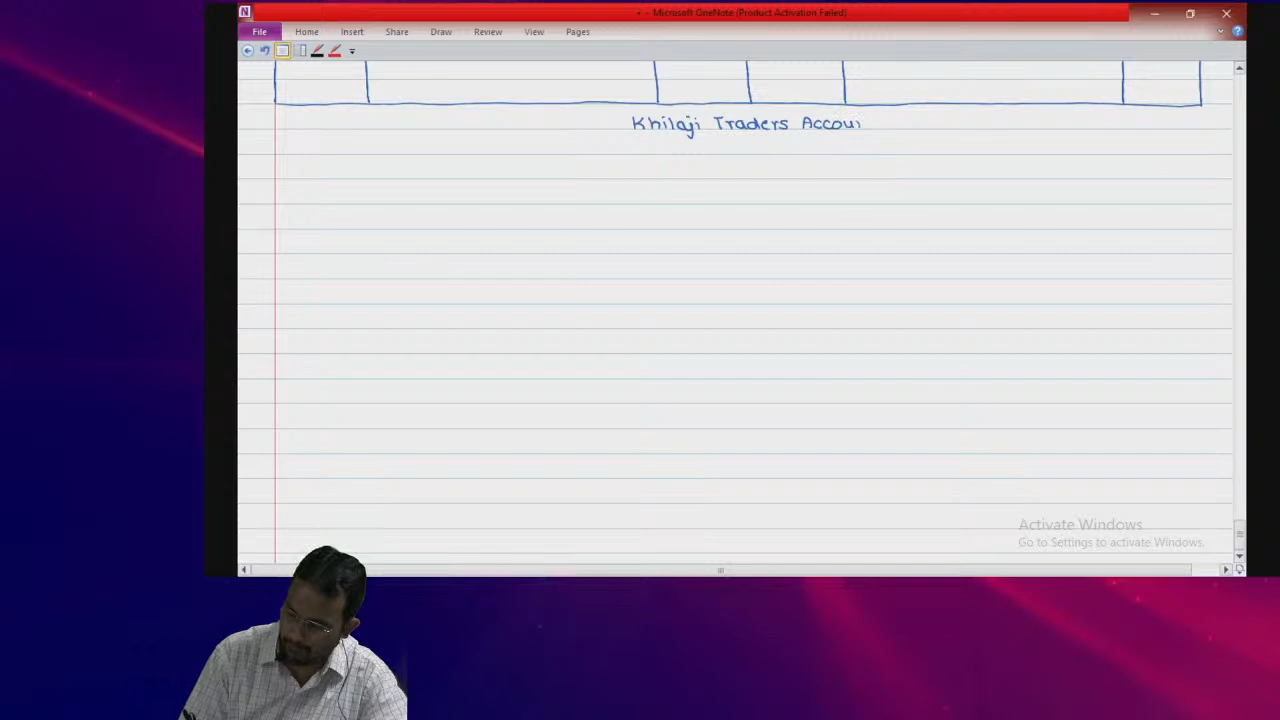 Microsoft OneNote (Product Activation Failed)
File Home Insert Share Draw Review View Pages
Khilaji Traders Accou
Activate Windows
Go to Settings to activate Windows.